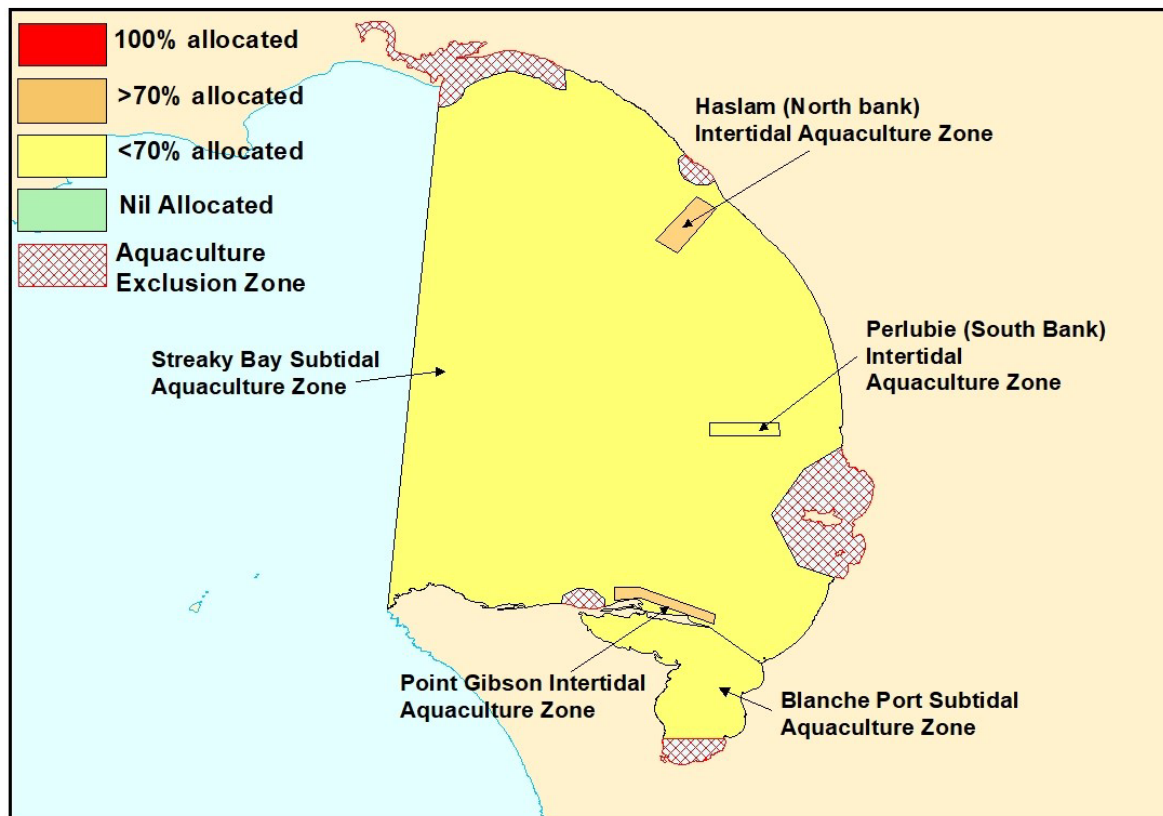 100% allocated
>70% allocated
<70% allocated
Nil Allocated
Aquaculture
Exclusion Zone
Haslam (North bank)
Intertidal Aquaculture Zone
Perlubie (South Bank)
Intertidal
Aquaculture Zone
Streaky Bay Subtidal
Aquaculture Zone
Point Gibson Intertidal
Aquaculture Zone
Blanche Port Subtidal
Aquaculture Zone